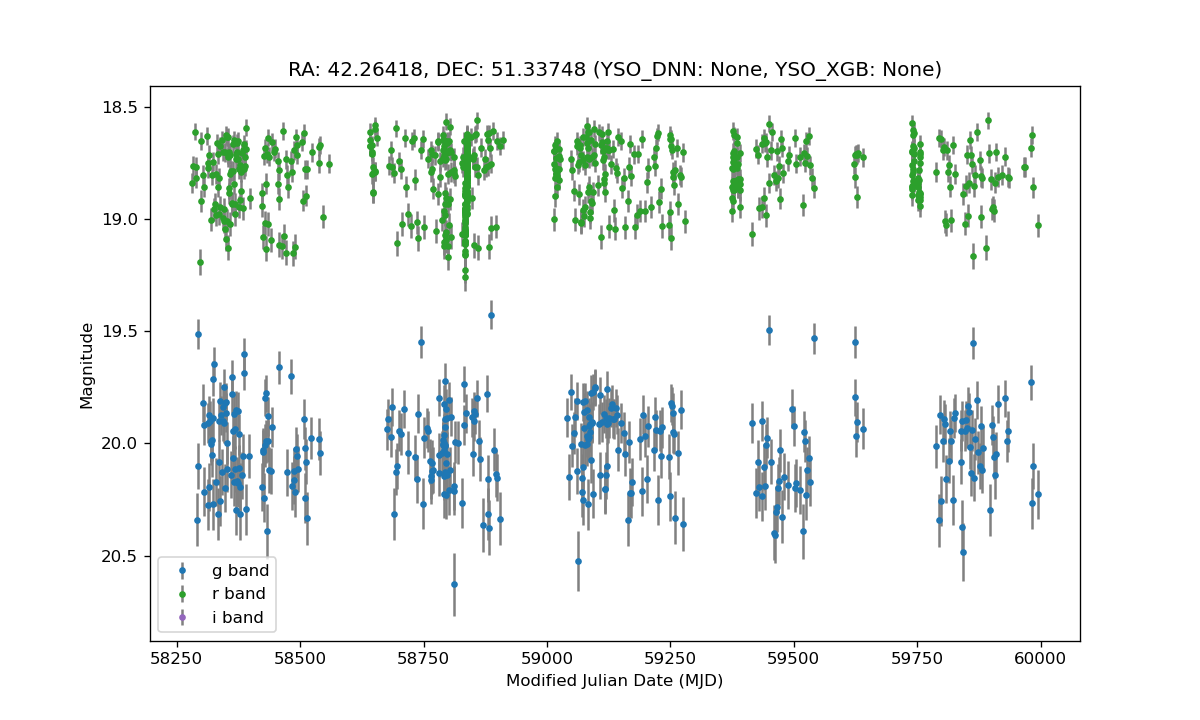 RA: 42.26418, DEC: 51.33748 (YSO_DNN: None, YSO_XGB: None)
Magnitude
18.5
19.0
19.5
20.0
20.5
g band
r band
i band
58250 58500 58750 59000 59250 59500 59750 60000
Modified Julian Date (MJD)